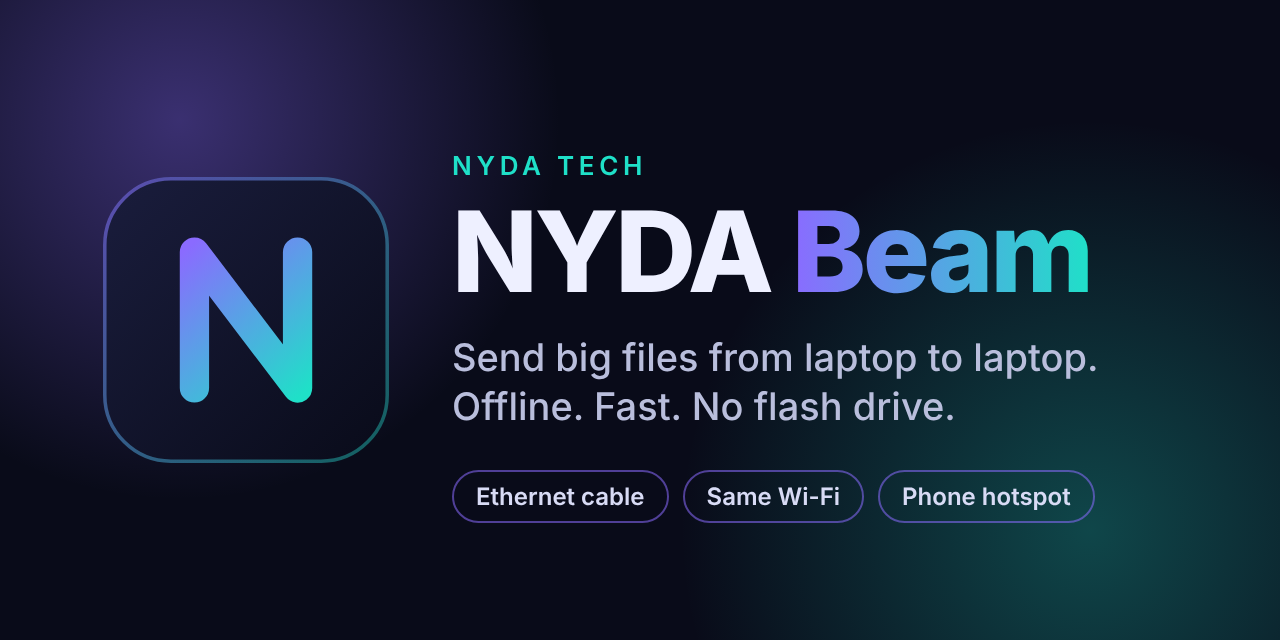 N
NYDA TECH
NYDA Beam
Send big files from laptop to laptop.
Offline. Fast. No flash drive.
Ethernet cable
Same Wi-Fi
Phone hotspot